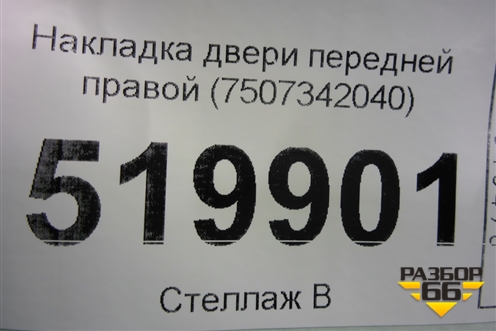 Накладка двери передней
правой (7507342040)
519901
Стеллаж В
РАЗБОР
66